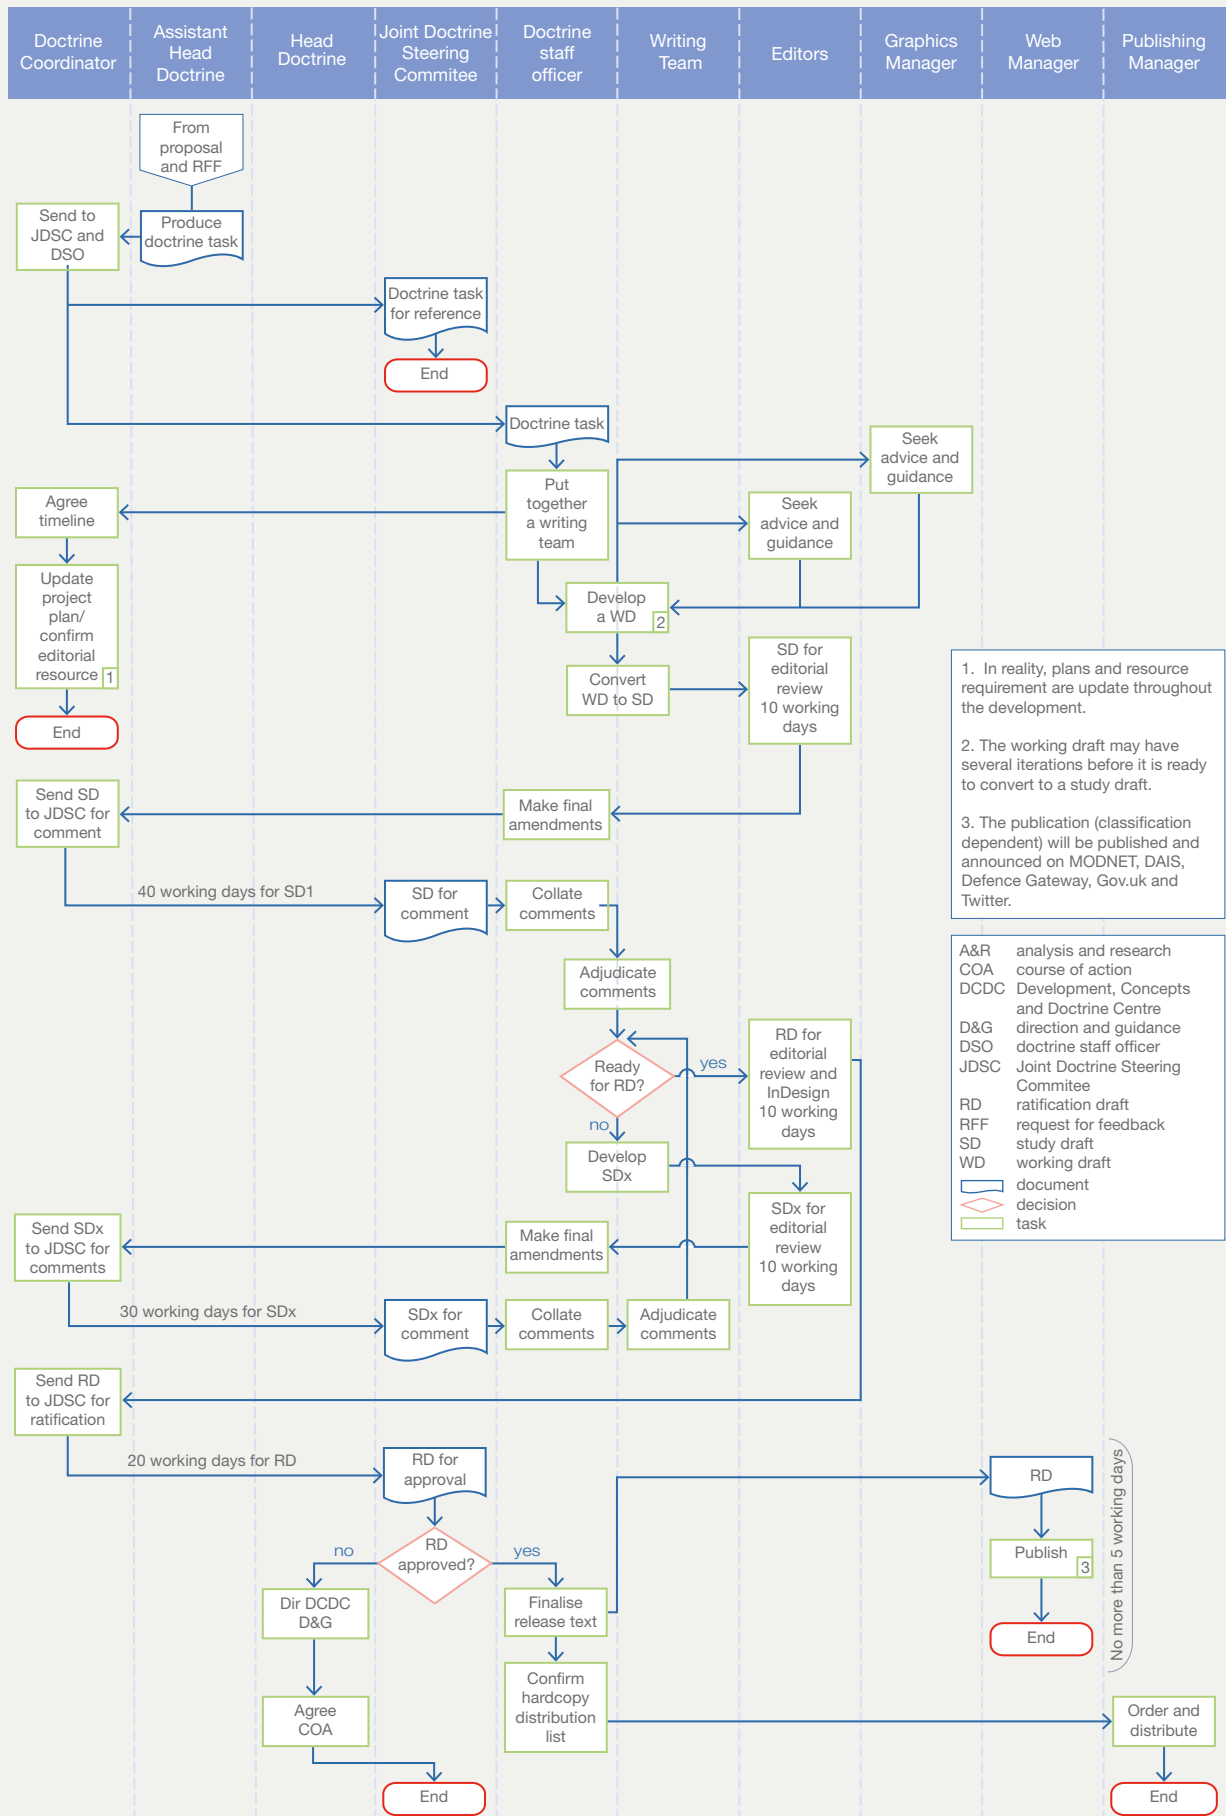 Doctrine
Coordinator
Assistant
Head
Doctrine
Head
Doctrine
Joint Doctrine
Steering
Commitee
Doctrine
staff
officer
Writing
Team
Editors
Graphics
Manager
Web
Manager
Publishing
Manager
From
proposal
and RFF
Send to
JDSC and
DSO
Produce
doctrine task
Doctrine task
for reference
End
Doctrine task
Seek
advice and
guidance
Put
together
a writing
team
Agree
timeline
Seek
advice and
guidance
Update
project
plan/
confirm
editorial
resource
1
End
Develop
a WD
2
Convert
WD to SD
SD for
editorial
review
10 working
days
1. In reality, plans and resource
requirement are update throughout
the development.
2. The working draft may have
several iterations before it is ready
to convert to a study draft.
3. The publication (classification
dependent) will be published and
announced on MODNET, DAIS,
Defence Gateway, Gov.uk and
Twitter.
Send SD
to JDSC for
comment
Make final
amendments
40 working days for SD1
SD for
comment
Collate
comments
Adjudicate
comments
A&R analysis and research
COA course of action
DCDC Development, Concepts
and Doctrine Centre
D&G direction and guidance
DSO doctrine staff officer
JDSC Joint Doctrine Steering
Commitee
RD ratification draft
RFF request for feedback
SD study draft
WD working draft
document
decision
task
Ready
for RD?
yes
no
RD for
editorial
review and
InDesign
10 working
days
Develop
SDx
SDx for
editorial
review
10 working
days
Send SDx
to JDSC for
comments
Make final
amendments
30 working days for SDx
SDx for
comment
Collate
comments
Adjudicate
comments
Send RD
to JDSC for
ratification
20 working days for RD
RD for
approval
RD
approved?
no
yes
RD
Publish
3
End
No more than 5 working days
Dir DCDC
D&G
Finalise
release text
Agree
COA
Confirm
hardcopy
distribution
list
Order and
distribute
End
End